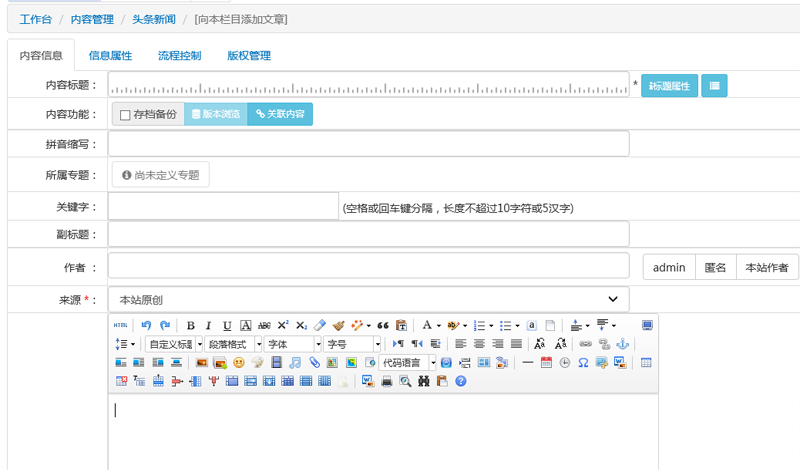 工作台 / 内容管理 / 头条新闻 / [向本栏目添加文章]
内容信息 信息属性 流程控制 版权管理
内容标题： * 标题属性
内容功能： 存档备份 版本浏览 关联内容
拼音缩写：
所属专题： 尚未定义专题
关键字： (空格或回车键分隔，长度不超过10字符或5汉字)
副标题：
作者 ： admin 匿名 本站作者
来源 * ： 本站原创
HTML B I U A ABC X² X₂ A ab a
自定义标题 段落格式 字体 字号
代码语言